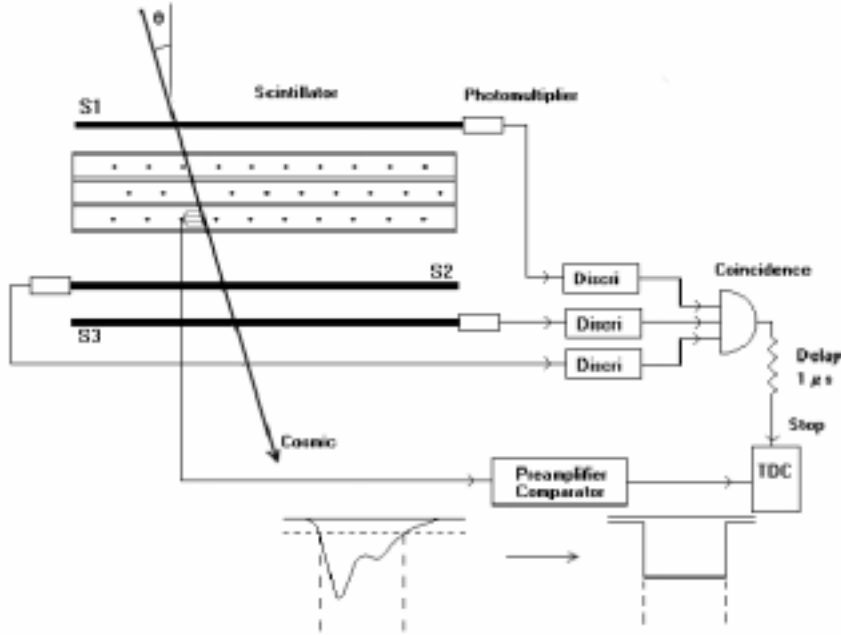 θ
Scintillator
Photomultiplier
S1
S2
Coincidence
Discri
S3
Discri
Discri
Delay
1 μs
Stop
Cosmic
Preamplifier
Comparator
TDC